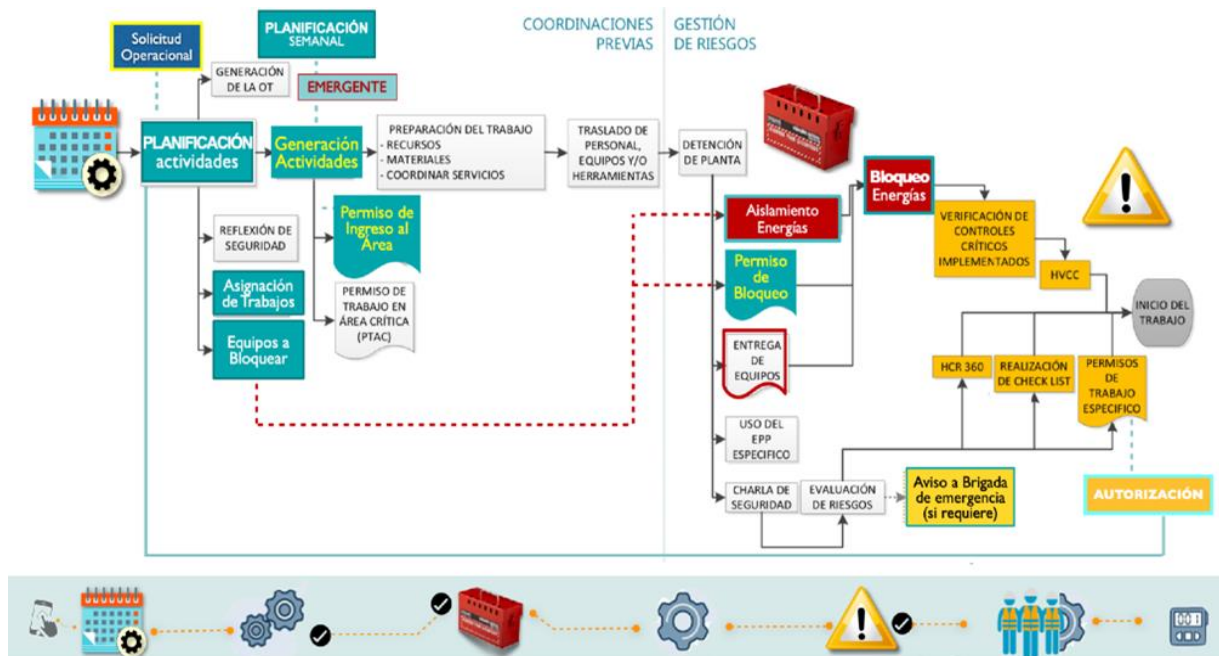 COORDINACIONES
PREVIAS
GESTIÓN
DE RIESGOS
Solicitud
Operacional
PLANIFICACIÓN
SEMANAL
GENERACIÓN
DE LA OT
EMERGENTE
PLANIFICACIÓN
actividades
Generación
Actividades
PREPARACIÓN DEL TRABAJO
- RECURSOS
- MATERIALES
- COORDINAR SERVICIOS
TRASLADO DE
PERSONAL,
EQUIPOS Y/O
HERRAMIENTAS
DETENCIÓN
DE PLANTA
REFLEXIÓN DE
SEGURIDAD
Asignación
de Trabajos
Equipos a
Bloquear
Permiso de
Ingreso al
Área
PERMISO DE
TRABAJO EN
ÁREA CRÍTICA
(PTAC)
Aislamiento
Energías
Permiso
de
Bloqueo
ENTREGA
DE
EQUIPOS
USO DEL
EPP
ESPECIFICO
CHARLA DE
SEGURIDAD
EVALUACIÓN
DE RIESGOS
Aviso a Brigada
de emergencia
(si requiere)
Bloqueo
Energías
VERIFICACIÓN DE
CONTROLES
CRÍTICOS
IMPLEMENTADOS
HVCC
INICIO DEL
TRABAJO
HCR 360
REALIZACIÓN
DE CHECK LIST
PERMISOS
DE
TRABAJO
ESPECIFICO
AUTORIZACIÓN